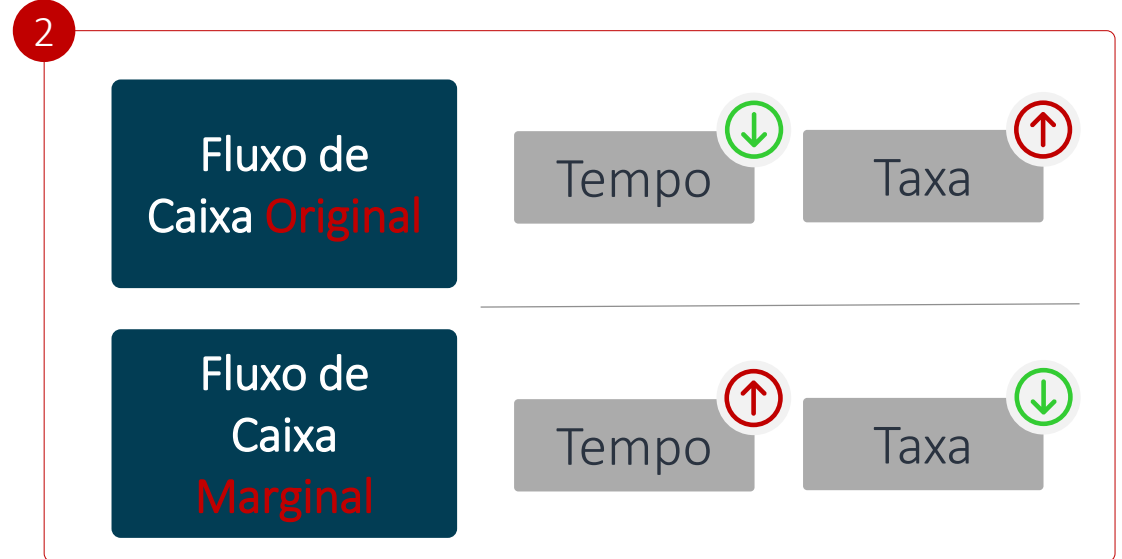 2
Fluxo de
Caixa Original
Tempo
Taxa
Fluxo de
Caixa
Marginal
Tempo
Taxa